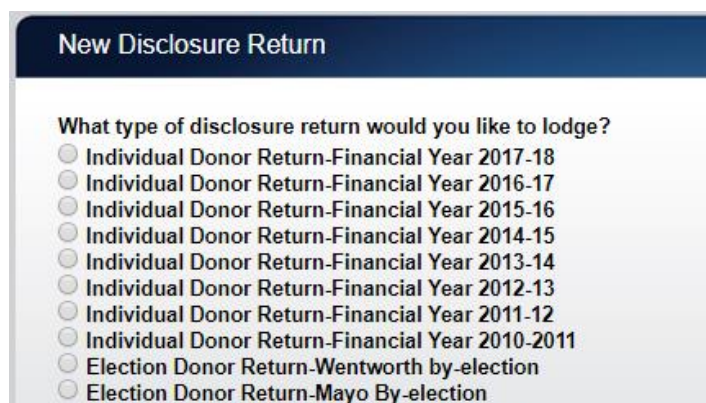 New Disclosure Return
What type of disclosure return would you like to lodge?
Individual Donor Return-Financial Year 2017-18
Individual Donor Return-Financial Year 2016-17
Individual Donor Return-Financial Year 2015-16
Individual Donor Return-Financial Year 2014-15
Individual Donor Return-Financial Year 2013-14
Individual Donor Return-Financial Year 2012-13
Individual Donor Return-Financial Year 2011-12
Individual Donor Return-Financial Year 2010-2011
Election Donor Return-Wentworth by-election
Election Donor Return-Mayo By-election